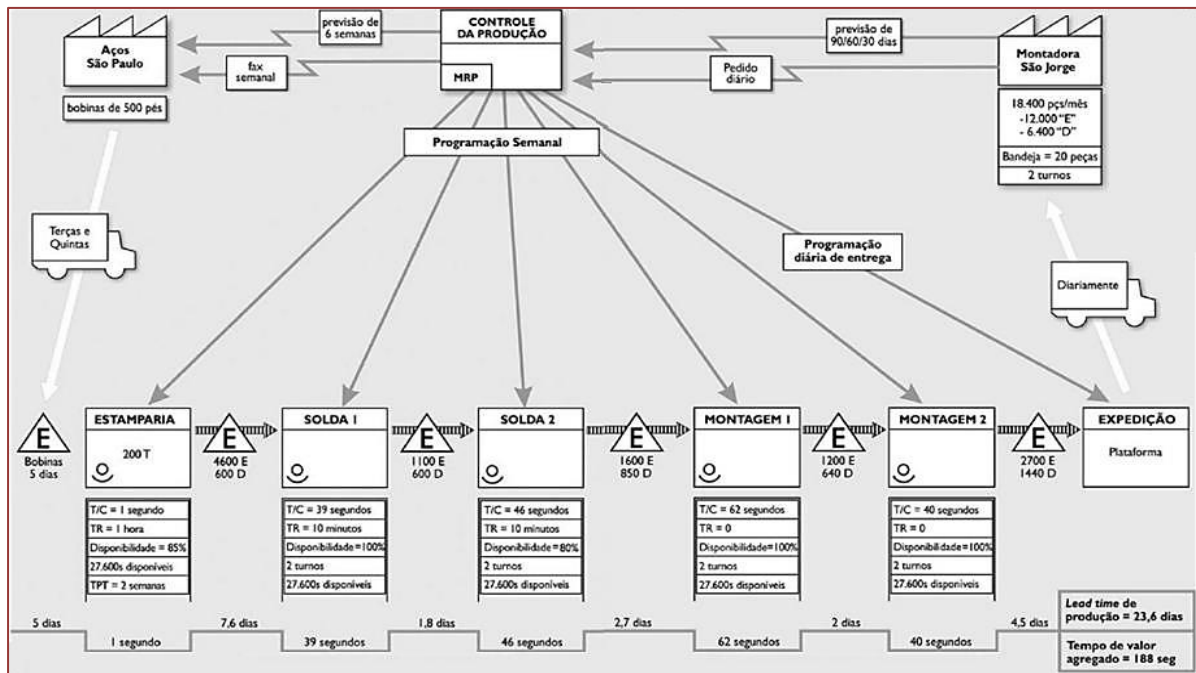 Aços
São Paulo
bobinas de 500 pés
previsão de
6 semanas
fax
semanal
CONTROLE
DA PRODUÇÃO
MRP
previsão de
90/60/30 dias
Pedido
diário
Montadora
São Jorge
18.400 pçs/mês
-12.000 “E”
- 6.400 “D”
Bandeja = 20 peças
2 turnos
Programação Semanal
Terças e
Quintas
Programação
diária de entrega
Diariamente
E
Bobinas
5 dias
ESTAMPARIA
200 T
E
4600 E
600 D
SOLDA 1
E
1100 E
600 D
SOLDA 2
E
1600 E
850 D
MONTAGEM 1
E
1200 E
640 D
MONTAGEM 2
E
2700 E
1440 D
EXPEDIÇÃO
Plataforma
T/C = 1 segundo
TR = 1 hora
Disponibilidade = 85%
27.600s disponíveis
TPT = 2 semanas
T/C = 39 segundos
TR = 10 minutos
Disponibilidade=100%
2 turnos
27.600s disponíveis
T/C = 46 segundos
TR = 10 minutos
Disponibilidade=80%
2 turnos
27.600s disponíveis
T/C = 62 segundos
TR = 0
Disponibilidade=100%
2 turnos
27.600s disponíveis
T/C = 40 segundos
TR = 0
Disponibilidade=100%
2 turnos
27.600s disponíveis
5 dias
1 segundo
7,6 dias
39 segundos
1,8 dias
46 segundos
2,7 dias
62 segundos
2 dias
40 segundos
4,5 dias
Lead time de
produção = 23,6 dias
Tempo de valor
agregado = 188 seg